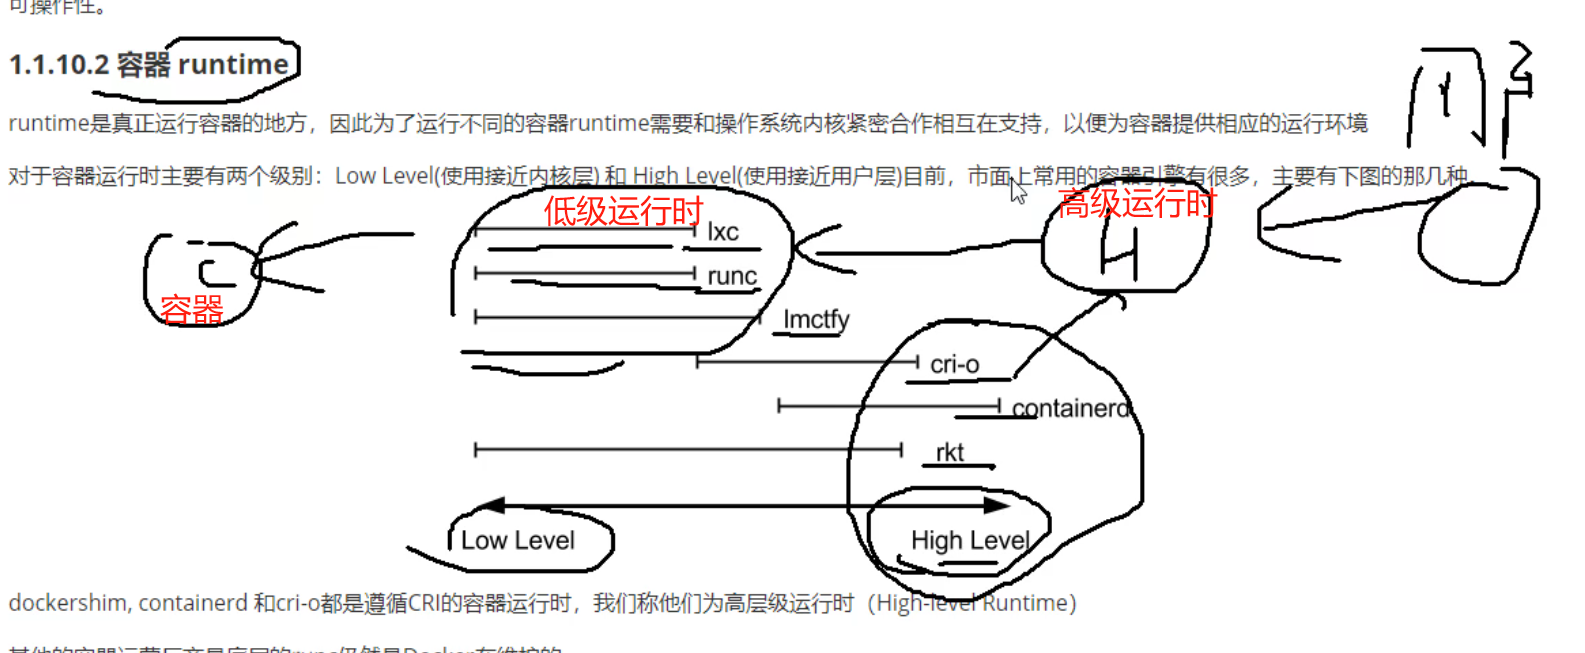 可操作性。
1.1.10.2 容器 runtime
1 2
runtime是真正运行容器的地方，因此为了运行不同的容器runtime需要和操作系统内核紧密合作相互在支持，以便为容器提供相应的运行环境
对于容器运行时主要有两个级别：Low Level(使用接近内核层) 和 High Level(使用接近用户层)目前，市面上常用的容器引擎有很多，主要有下图的那几种
低级运行时
高级运行时
lxc
H
C
runc
容器
lmctfy
cri-o
containerd
rkt
Low Level
High Level
dockershim, containerd 和cri-o都是遵循CRI的容器运行时，我们称他们为高层级运行时（High-level Runtime）